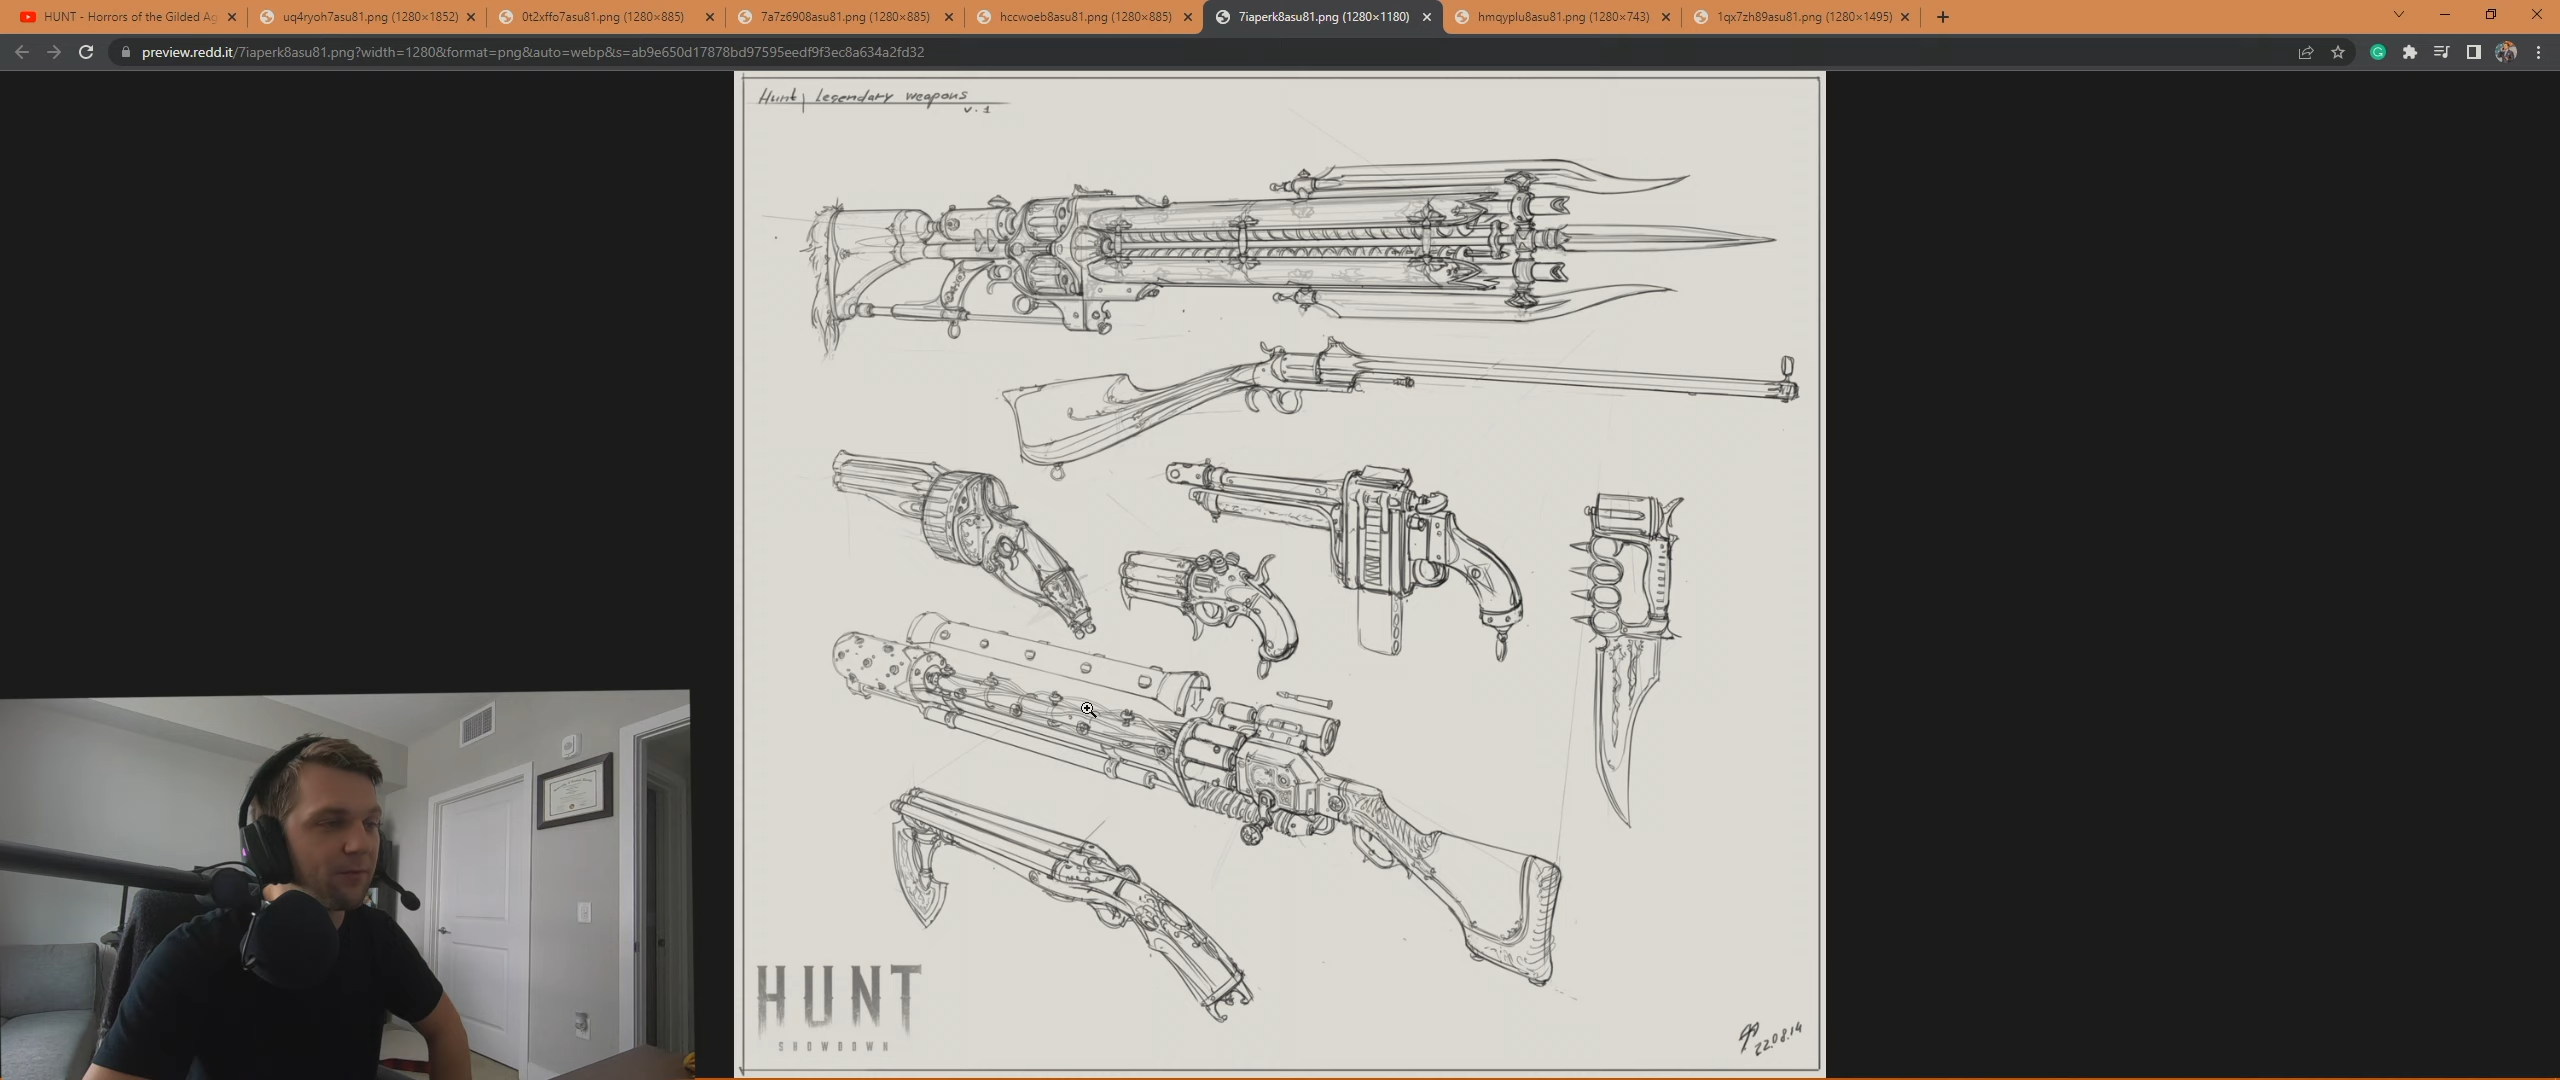 HUNT - Horrors of the Gilded Ag
uq4ryoh7asu81.png (1280×1852)
0t2xffo7asu81.png (1280×885)
7a7z6908asu81.png (1280×885)
hccwoeb8asu81.png (1280×885)
7iaperk8asu81.png (1280×1180)
hmqyplu8asu81.png (1280×743)
1qx7zh89asu81.png (1280×1495)
preview.redd.it/7iaperk8asu81.png?width=1280&format=png&auto=webp&s=ab9e650d17878bd97595eedf9f3ec8a634a2fd32
Hunt | Legendary weapons
v.1
HUNT
SHOWDOWN
22.08.14